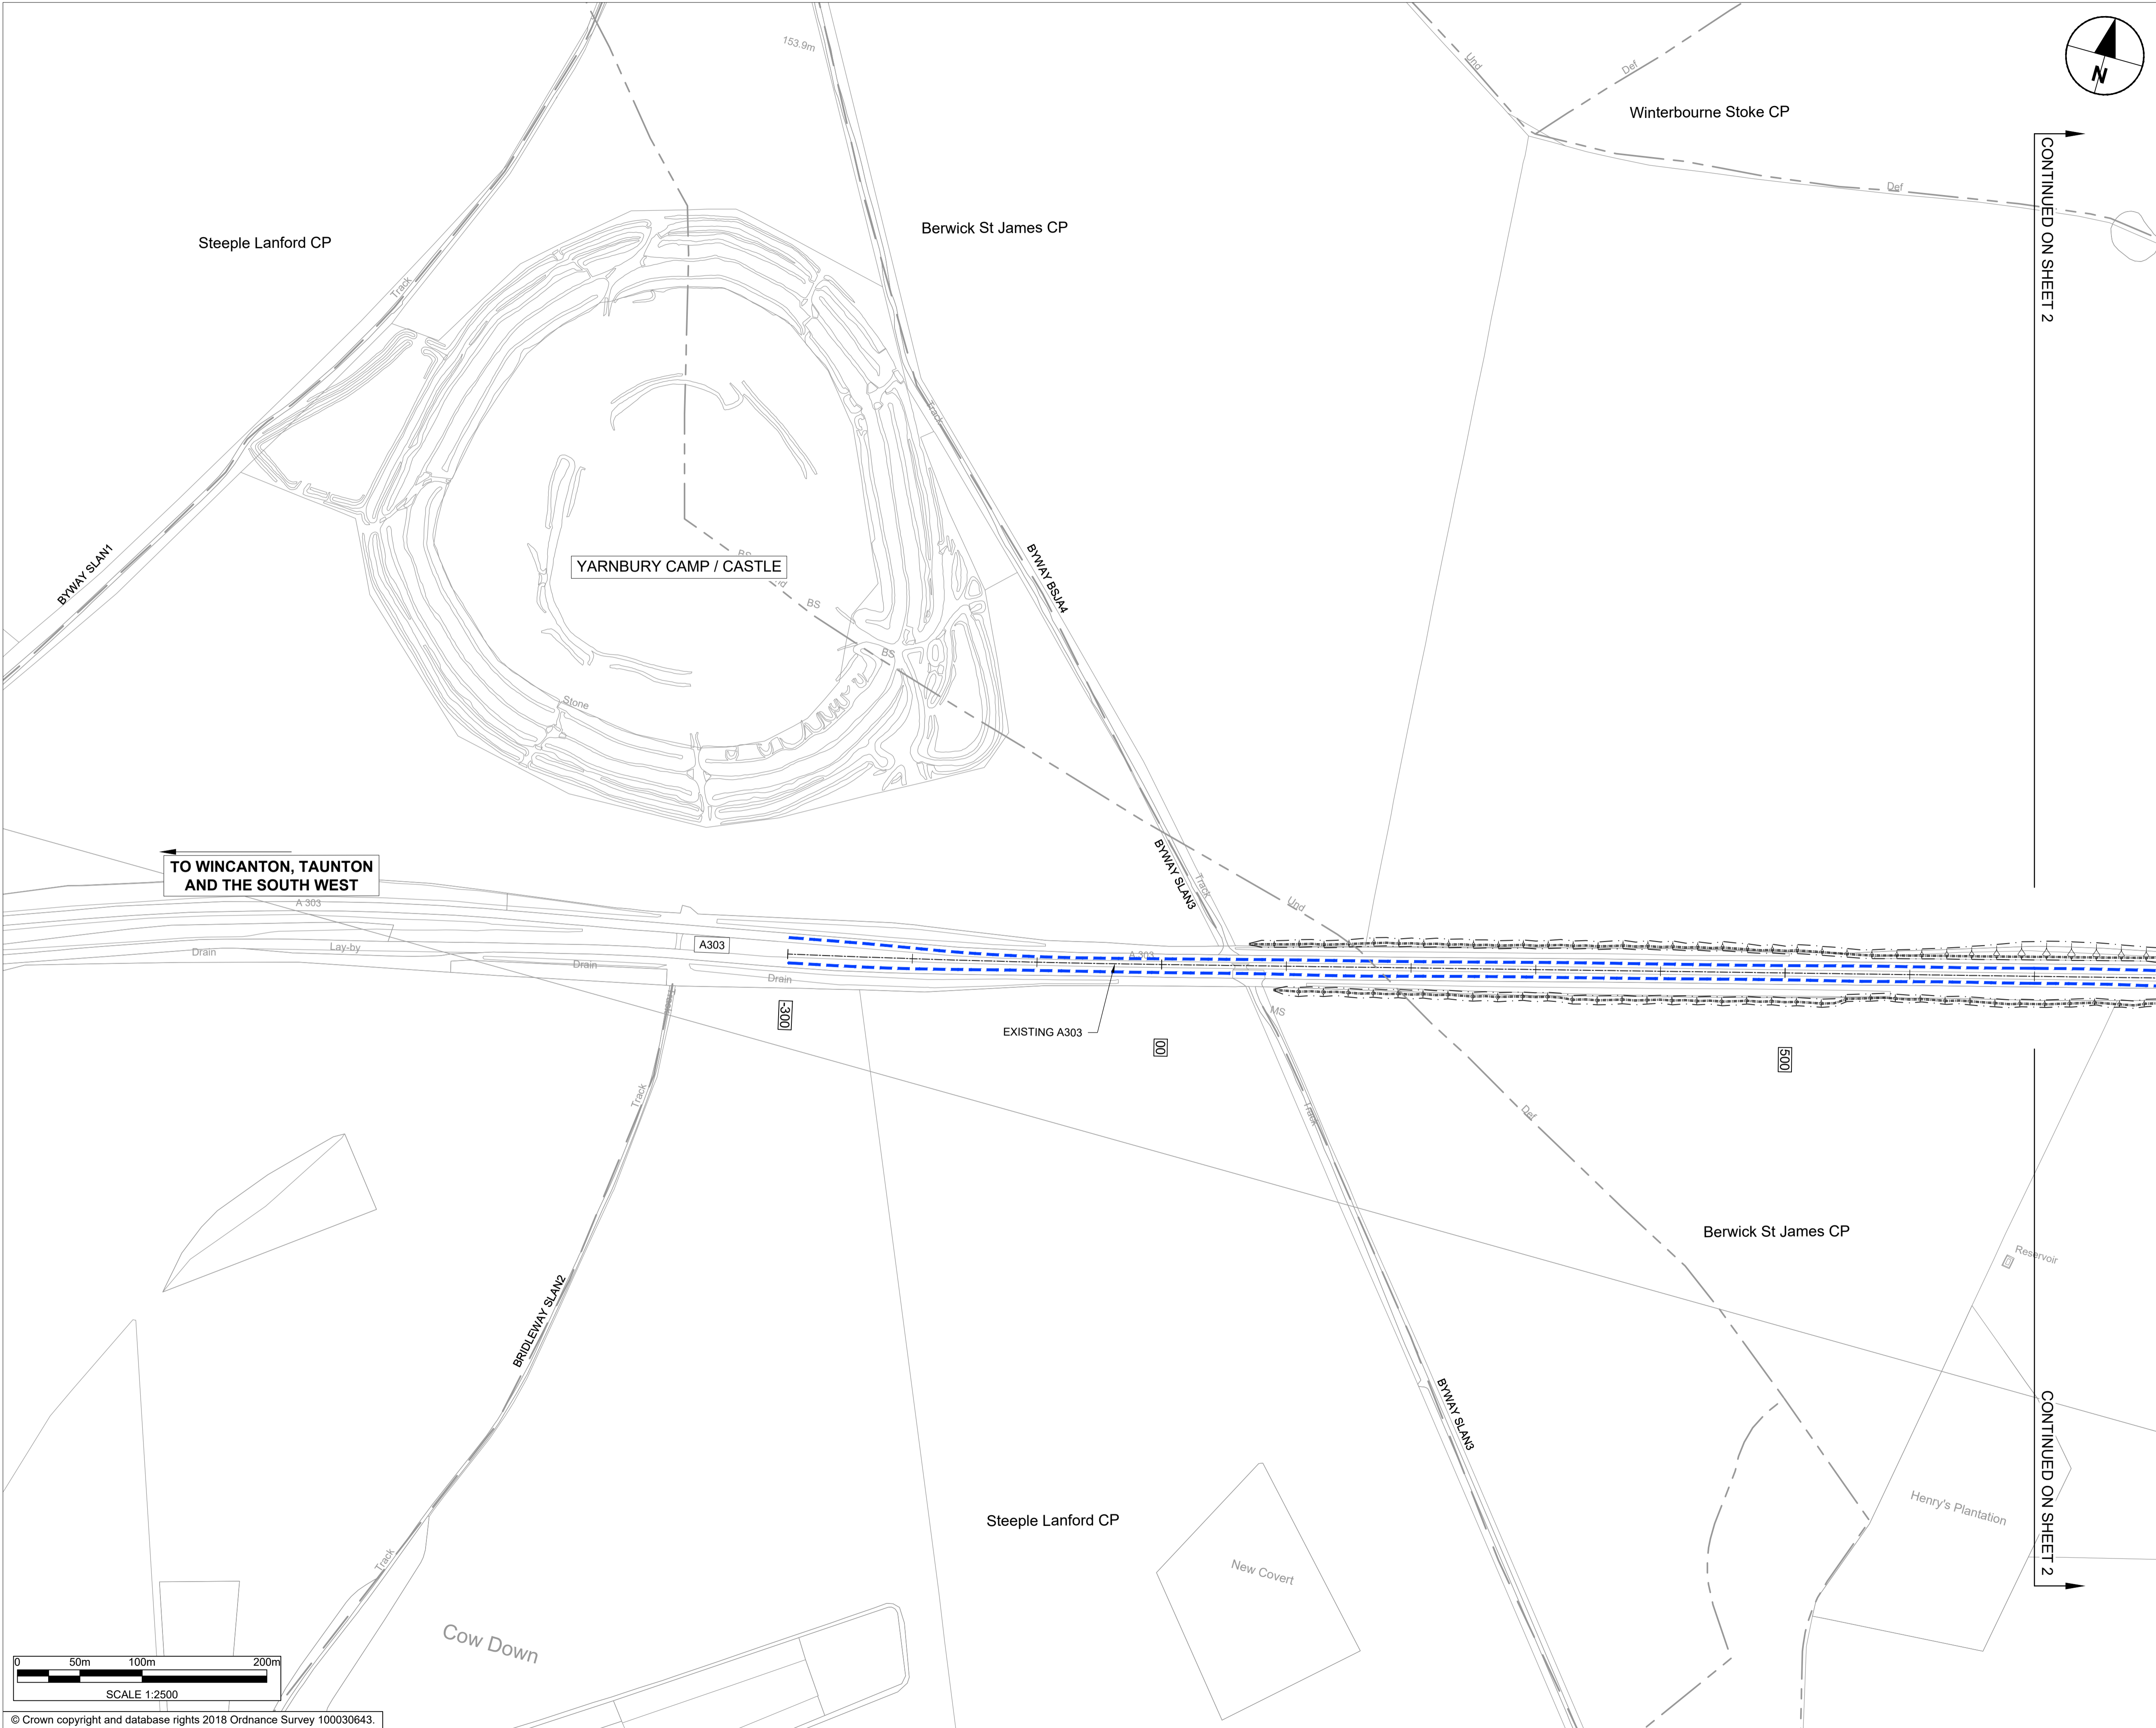 153.9m
Und
Def
N
Winterbourne Stoke CP
CONTINUED ON SHEET 2
Def
Steeple Lanford CP
Berwick St James CP
Track
Track
BYWAY SLAN1
BS
YARNBURY CAMP / CASTLE
BYWAY BSJA4
BS
BS
Stone
TO WINCANTON, TAUNTON
AND THE SOUTH WEST
BYWAY SLAN3
Track
Und
A 303
Drain
Lay-by
Drain
A303
Drain
A 303
-300
MS
EXISTING A303
00
500
Track
Track
Def
Berwick St James CP
Reservoir
BRIDLEWAY SLAN2
BYWAY SLAN3
CONTINUED ON SHEET 2
Henry's Plantation
Steeple Lanford CP
New Covert
Track
Cow Down
0 50m 100m 200m
SCALE 1:2500
© Crown copyright and database rights 2018 Ordnance Survey 100030643.